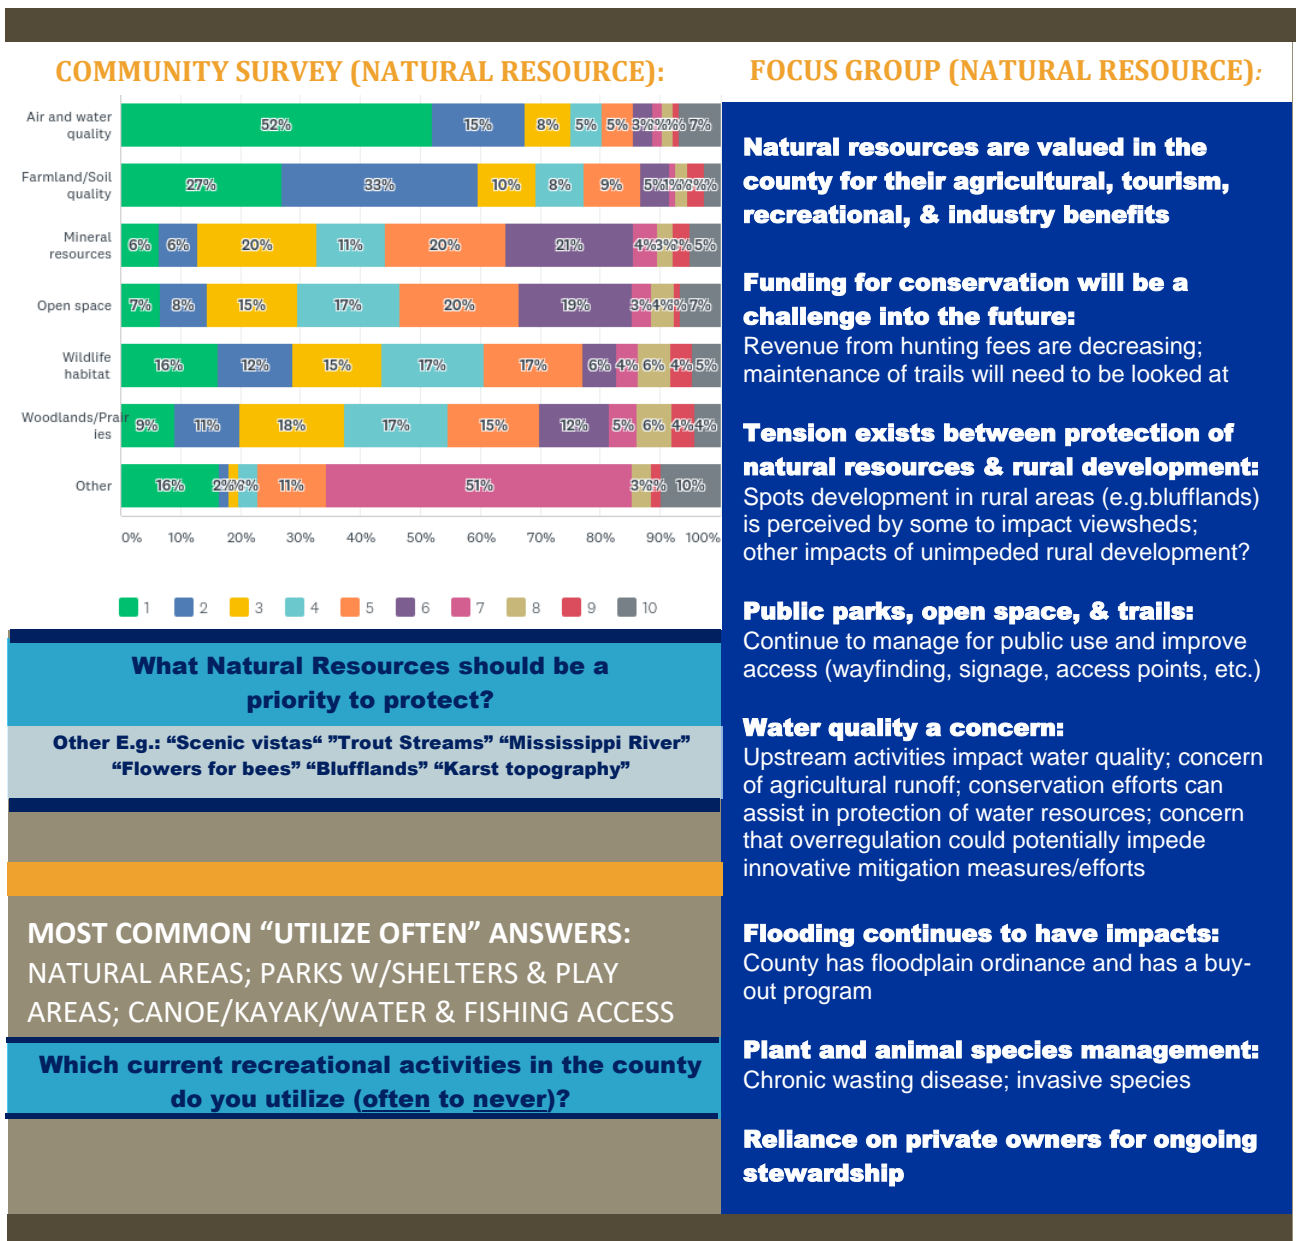 COMMUNITY SURVEY (NATURAL RESOURCE):
Air and water
quality
52% 15% 8% 5% 5% 3% 7%
Farmland/Soil
quality
27% 33% 10% 8% 9% 5% 1%
Mineral
resources
6% 6% 20% 11% 20% 21% 4% 3% 5%
Open space
7% 8% 15% 17% 20% 19% 3% 4% 7%
Wildlife
habitat
16% 12% 15% 17% 17% 6% 4% 6% 4% 5%
Woodlands/Prair
ies
9% 11% 18% 17% 15% 12% 5% 6% 4% 4%
Other
16% 2% 11% 51% 3% 10%
0% 10% 20% 30% 40% 50% 60% 70% 80% 90% 100%
1 2 3 4 5 6 7 8 9 10
What Natural Resources should be a
priority to protect?
Other E.g.: “Scenic vistas“ ”Trout Streams” “Mississippi River”
“Flowers for bees” “Blufflands” “Karst topography”
MOST COMMON “UTILIZE OFTEN” ANSWERS:
NATURAL AREAS; PARKS W/SHELTERS & PLAY
AREAS; CANOE/KAYAK/WATER & FISHING ACCESS
Which current recreational activities in the county
do you utilize (often to never)?
FOCUS GROUP (NATURAL RESOURCE):
Natural resources are valued in the
county for their agricultural, tourism,
recreational, & industry benefits
Funding for conservation will be a
challenge into the future:
Revenue from hunting fees are decreasing;
maintenance of trails will need to be looked at
Tension exists between protection of
natural resources & rural development:
Spots development in rural areas (e.g.blufflands)
is perceived by some to impact viewsheds;
other impacts of unimpeded rural development?
Public parks, open space, & trails:
Continue to manage for public use and improve
access (wayfinding, signage, access points, etc.)
Water quality a concern:
Upstream activities impact water quality; concern
of agricultural runoff; conservation efforts can
assist in protection of water resources; concern
that overregulation could potentially impede
innovative mitigation measures/efforts
Flooding continues to have impacts:
County has floodplain ordinance and has a buy-
out program
Plant and animal species management:
Chronic wasting disease; invasive species
Reliance on private owners for ongoing
stewardship